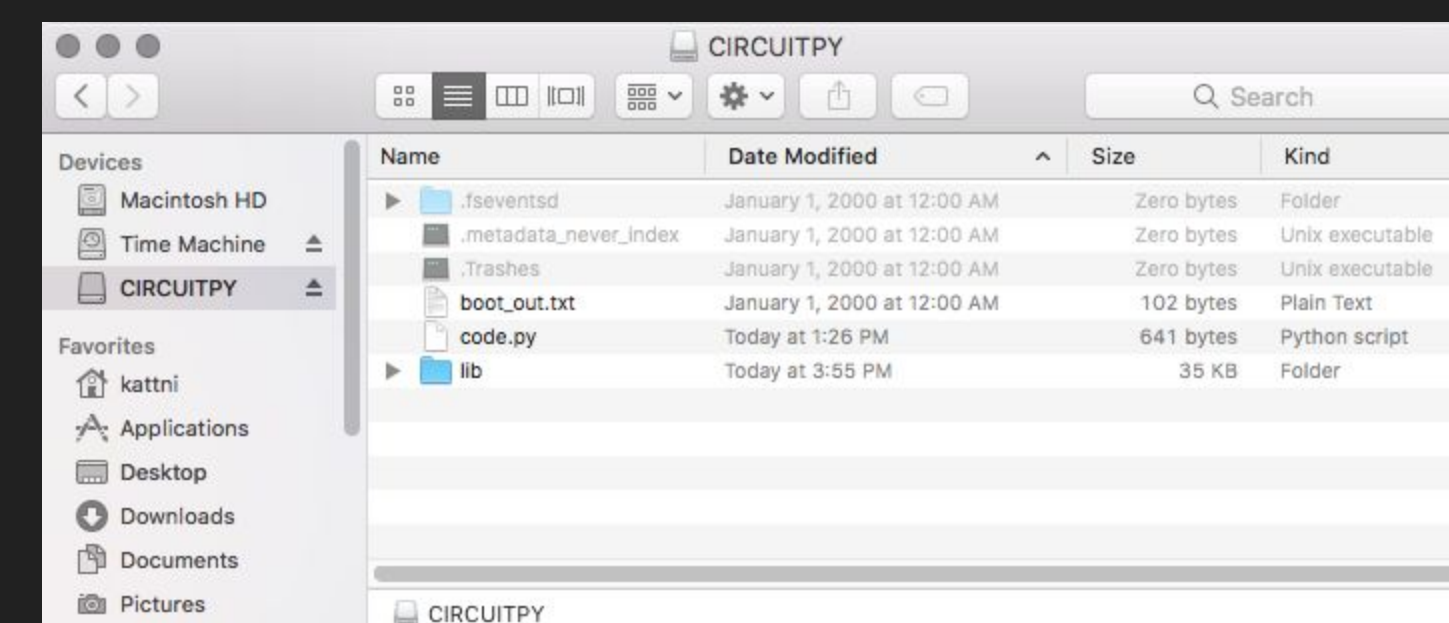 CIRCUITPY
Search
Devices
Macintosh HD
Time Machine
CIRCUITPY
Favorites
kattni
Applications
Desktop
Downloads
Documents
Pictures
Name Date Modified Size Kind
.fseventsd January 1, 2000 at 12:00 AM Zero bytes Folder
.metadata_never_index January 1, 2000 at 12:00 AM Zero bytes Unix executable
.Trashes January 1, 2000 at 12:00 AM Zero bytes Unix executable
boot_out.txt January 1, 2000 at 12:00 AM 102 bytes Plain Text
code.py Today at 1:26 PM 641 bytes Python script
lib Today at 3:55 PM 35 KB Folder
CIRCUITPY